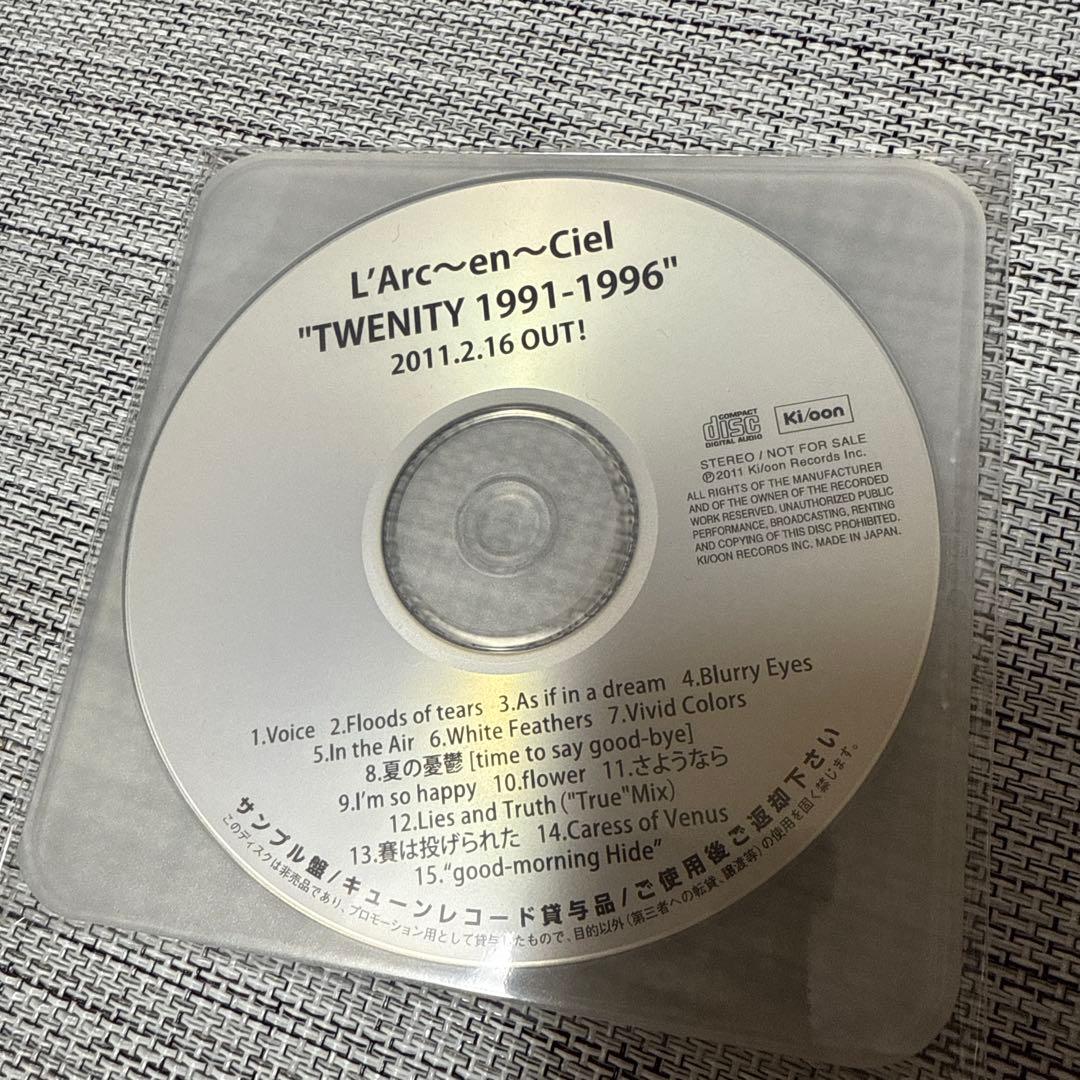 L'Arc～en～Ciel
"TWENITY 1991-1996"
2011.2.16 OUT!
COMPACT
disc
DIGITAL AUDIO
Ki/oon
STEREO / NOT FOR SALE
Ⓟ2011 Ki/oon Records Inc.
ALL RIGHTS OF THE MANUFACTURER
AND OF THE OWNER OF THE RECORDED
WORK RESERVED. UNAUTHORIZED PUBLIC
PERFORMANCE, BROADCASTING, RENTING
AND COPYING OF THIS DISC PROHIBITED.
KI/OON RECORDS INC. MADE IN JAPAN.
1.Voice 2.Floods of tears 3.As if in a dream 4.Blurry Eyes
5.In the Air 6.White Feathers 7.Vivid Colors
8.夏の憂鬱 [time to say good-bye]
9.I'm so happy 10.flower 11.さようなら
12.Lies and Truth ("True"Mix)
13.賽は投げられた 14.Caress of Venus
15."good-morning Hide"
サンプル盤/キューンレコード貸与品/ご使用後ご返却下さい
このディスクは非売品であり、プロモーション用として貸与したもので、目的以外(第三者への転貸、譲渡等)の使用を固く禁じます。